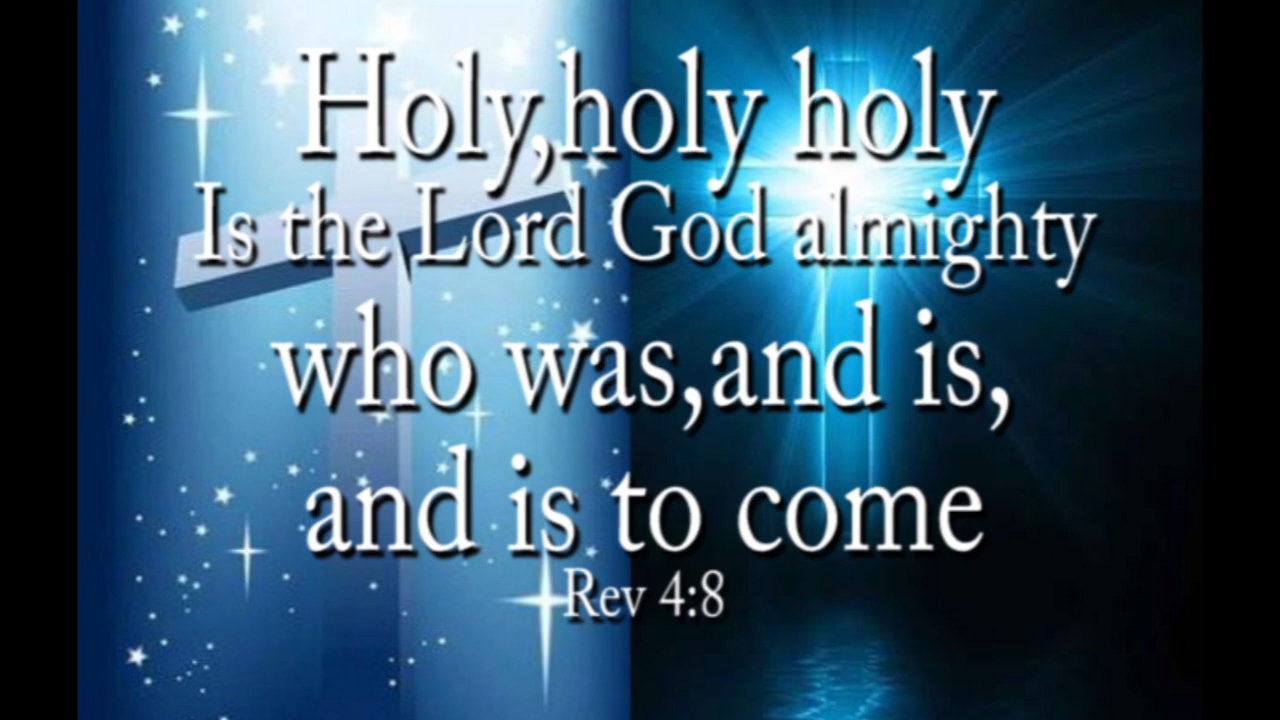 Holy,holy holy
Is the Lord God almighty
who was,and is,
and is to come
Rev 4:8